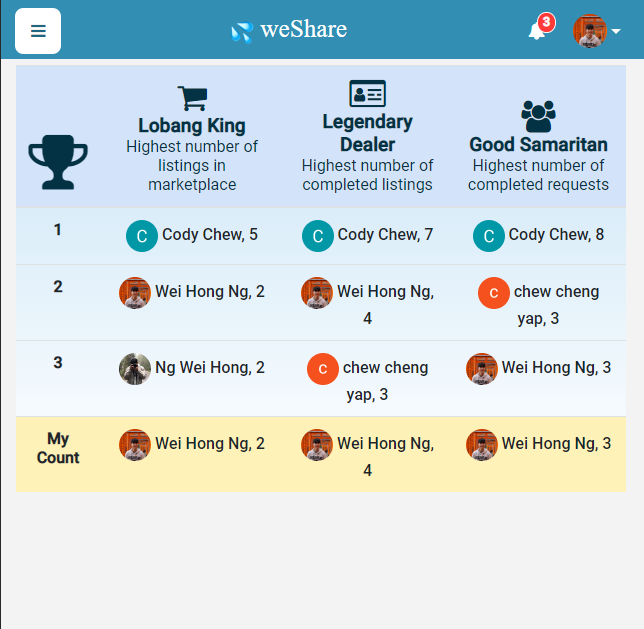 weShare
3
Lobang King
Highest number of
listings in
marketplace
Legendary
Dealer
Highest number of
completed listings
Good Samaritan
Highest number of
completed requests
1
C Cody Chew, 5
C Cody Chew, 7
C Cody Chew, 8
2
Wei Hong Ng, 2
Wei Hong Ng,
4
c chew cheng
yap, 3
3
Ng Wei Hong, 2
c chew cheng
yap, 3
Wei Hong Ng, 3
My
Count
Wei Hong Ng, 2
Wei Hong Ng,
4
Wei Hong Ng, 3